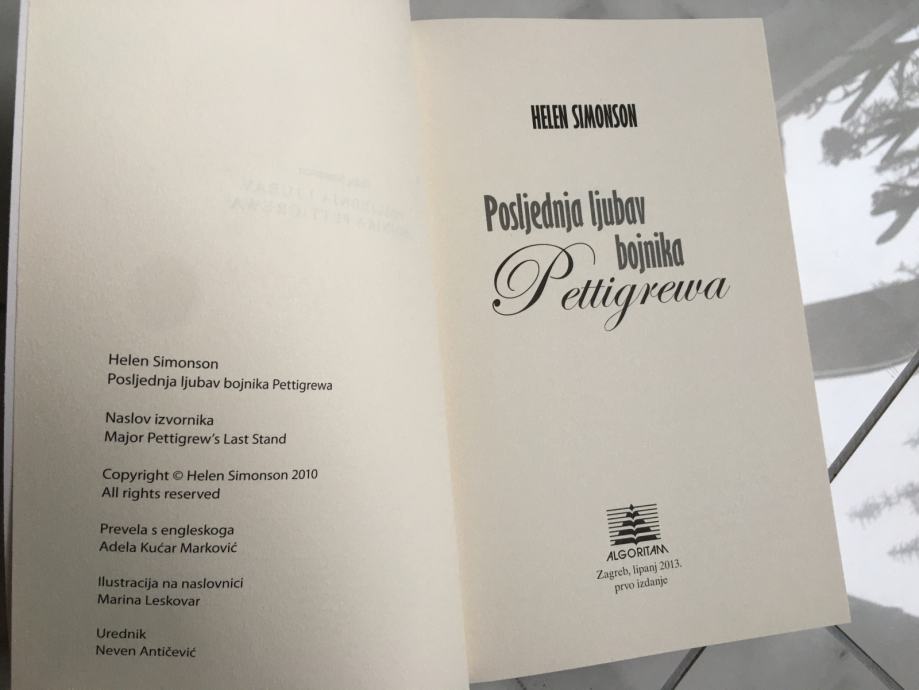 Helen Simonson
Posljednja ljubav bojnika Pettigrewa
Naslov izvornika
Major Pettigrew's Last Stand
Copyright © Helen Simonson 2010
All rights reserved
Prevela s engleskoga
Adela Kućar Marković
Ilustracija na naslovnici
Marina Leskovar
Urednik
Neven Antičević
HELEN SIMONSON
Posljednja ljubav
bojnika
Pettigrewa
ALGORITAM
Zagreb, lipanj 2013.
prvo izdanje